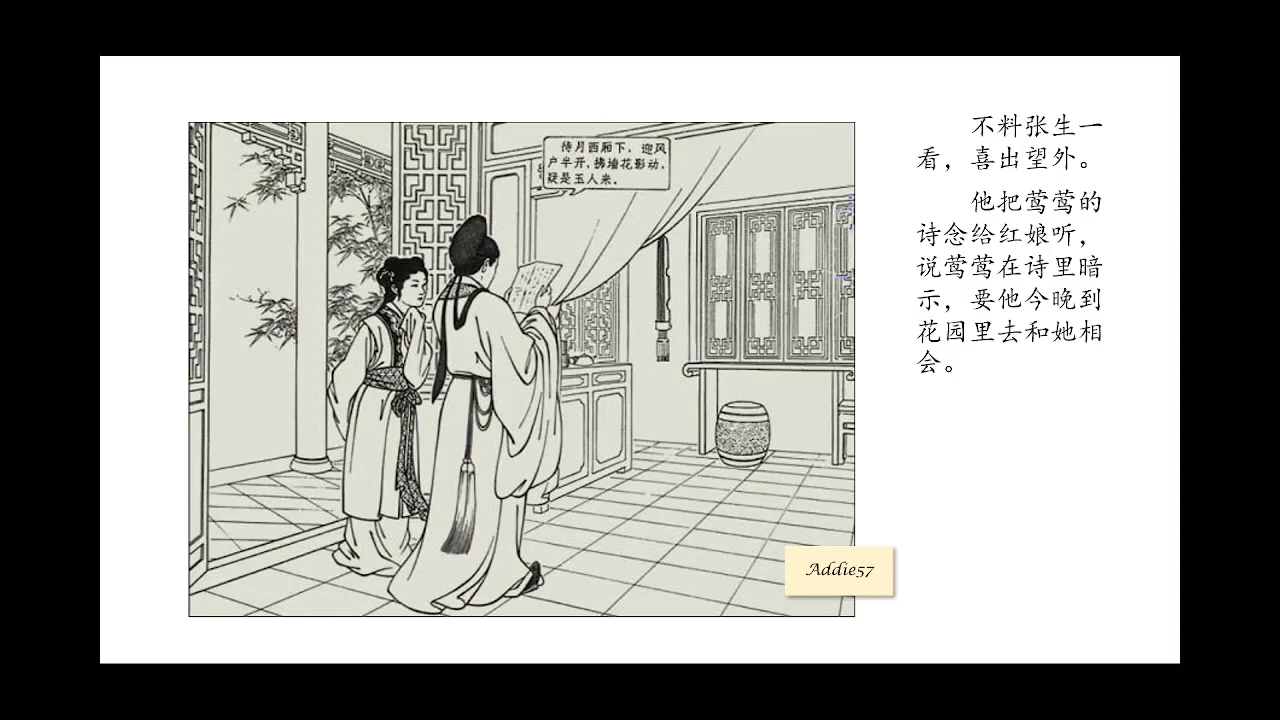 待月西厢下，迎风
户半开，拂墙花影动，
疑是玉人来。
不料张生一
看，喜出望外。
他把莺莺的
诗念给红娘听，
说莺莺在诗里暗
示，要他今晚到
花园里去和她相
会。
Addie57